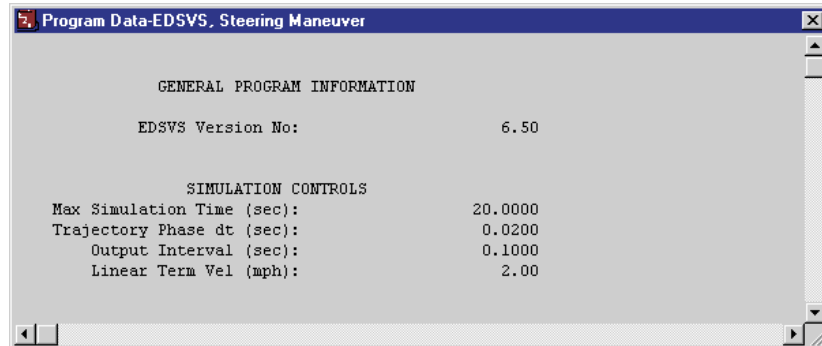 Program Data-EDSVS, Steering Maneuver
GENERAL PROGRAM INFORMATION
EDSVS Version No: 6.50
SIMULATION CONTROLS
Max Simulation Time (sec): 20.0000
Trajectory Phase dt (sec): 0.0200
Output Interval (sec): 0.1000
Linear Term Vel (mph): 2.00